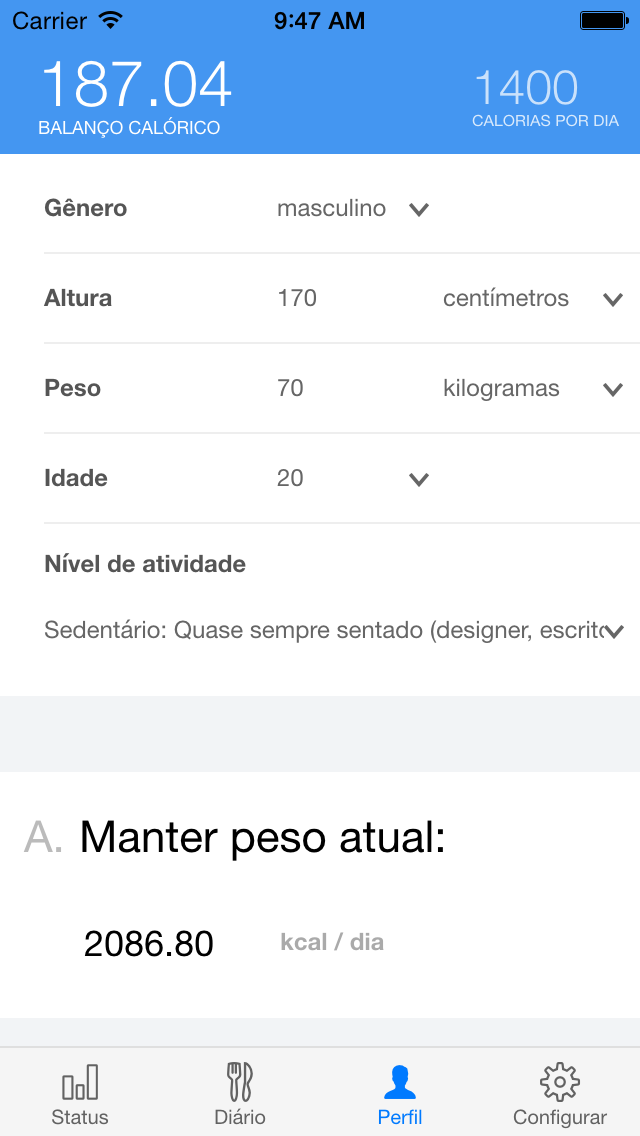 Carrier 9:47 AM
187.04 1400
BALANÇO CALÓRICO CALORIAS POR DIA
Gênero masculino
Altura 170 centímetros
Peso 70 kilogramas
Idade 20
Nível de atividade
Sedentário: Quase sempre sentado (designer, escrito
A. Manter peso atual:
2086.80 kcal / dia
Status Diário Perfil Configurar